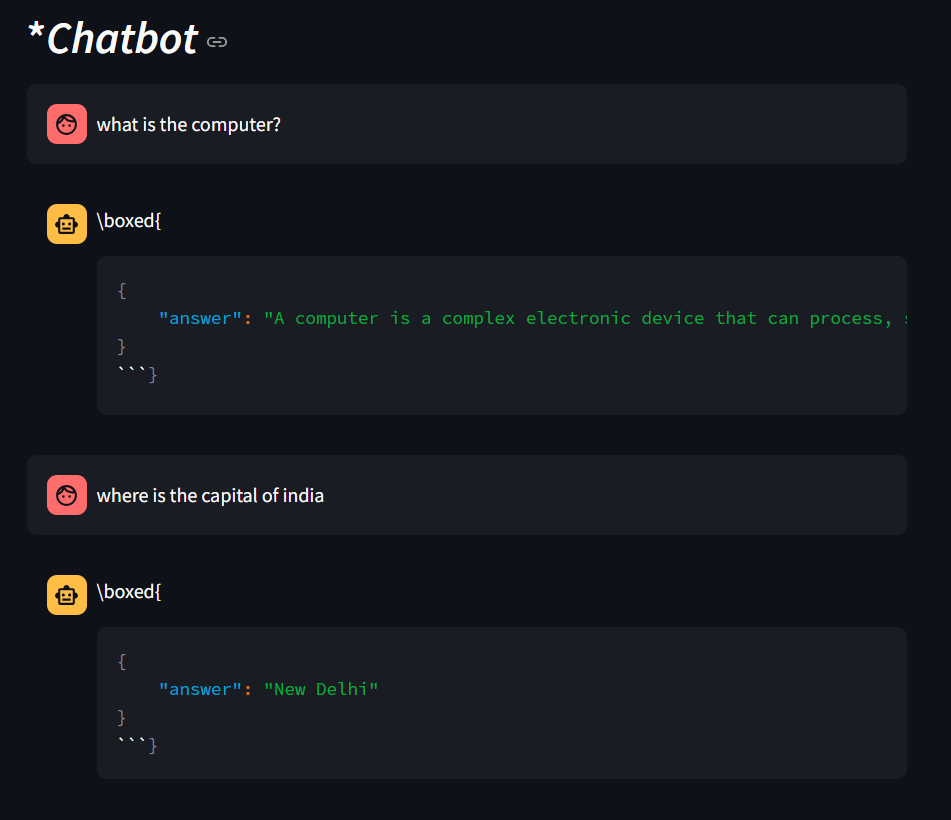 *Chatbot
what is the computer?
\boxed{
{
"answer": "A computer is a complex electronic device that can process,
}
```}
where is the capital of india
\boxed{
{
"answer": "New Delhi"
}
```}